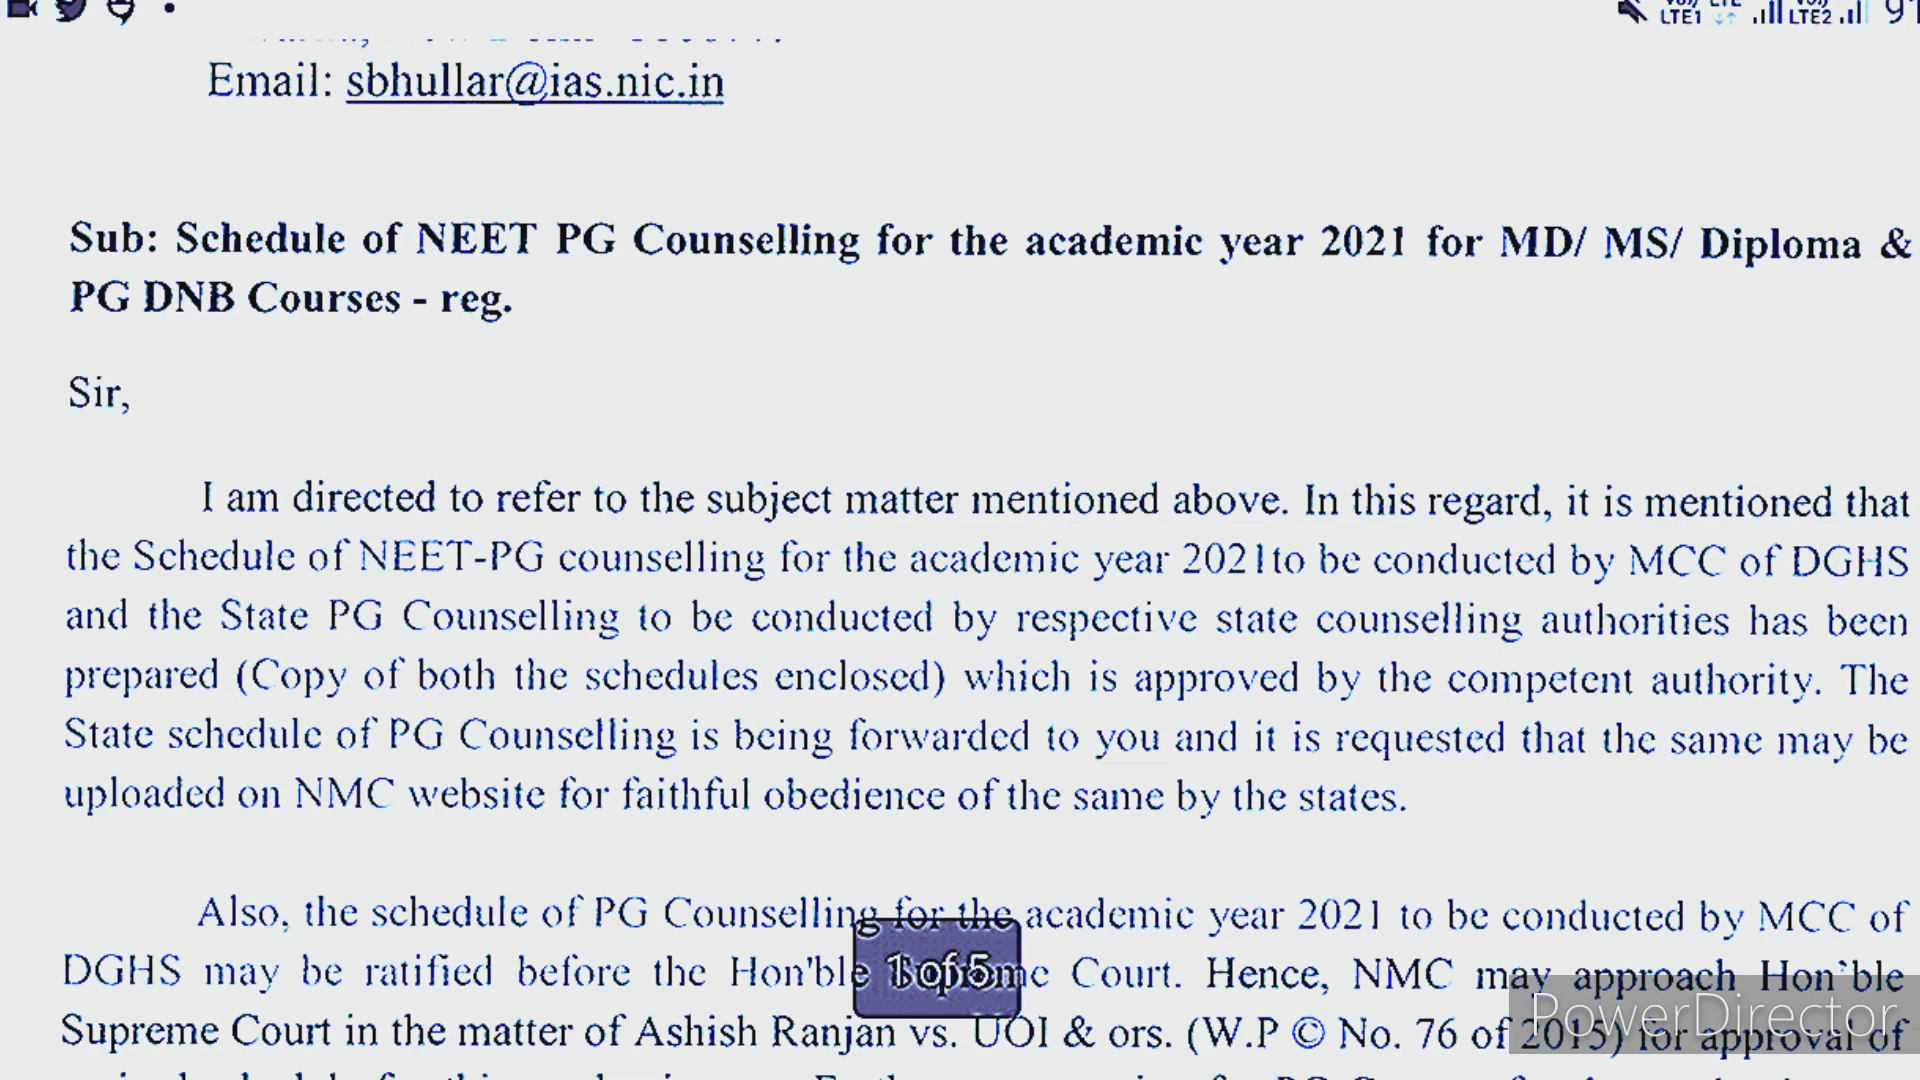 LTE1 LTE2 91
Email: sbhullar@ias.nic.in
Sub: Schedule of NEET PG Counselling for the academic year 2021 for MD/ MS/ Diploma &
PG DNB Courses - reg.
Sir,
I am directed to refer to the subject matter mentioned above. In this regard, it is mentioned that
the Schedule of NEET-PG counselling for the academic year 2021to be conducted by MCC of DGHS
and the State PG Counselling to be conducted by respective state counselling authorities has been
prepared (Copy of both the schedules enclosed) which is approved by the competent authority. The
State schedule of PG Counselling is being forwarded to you and it is requested that the same may be
uploaded on NMC website for faithful obedience of the same by the states.
Also, the schedule of PG Counselling for the academic year 2021 to be conducted by MCC of
DGHS may be ratified before the Hon'ble Supreme Court. Hence, NMC may approach Hon'ble
1 of 5
Supreme Court in the matter of Ashish Ranjan vs. UOI & ors. (W.P © No. 76 of 2015) for approval of
PowerDirector